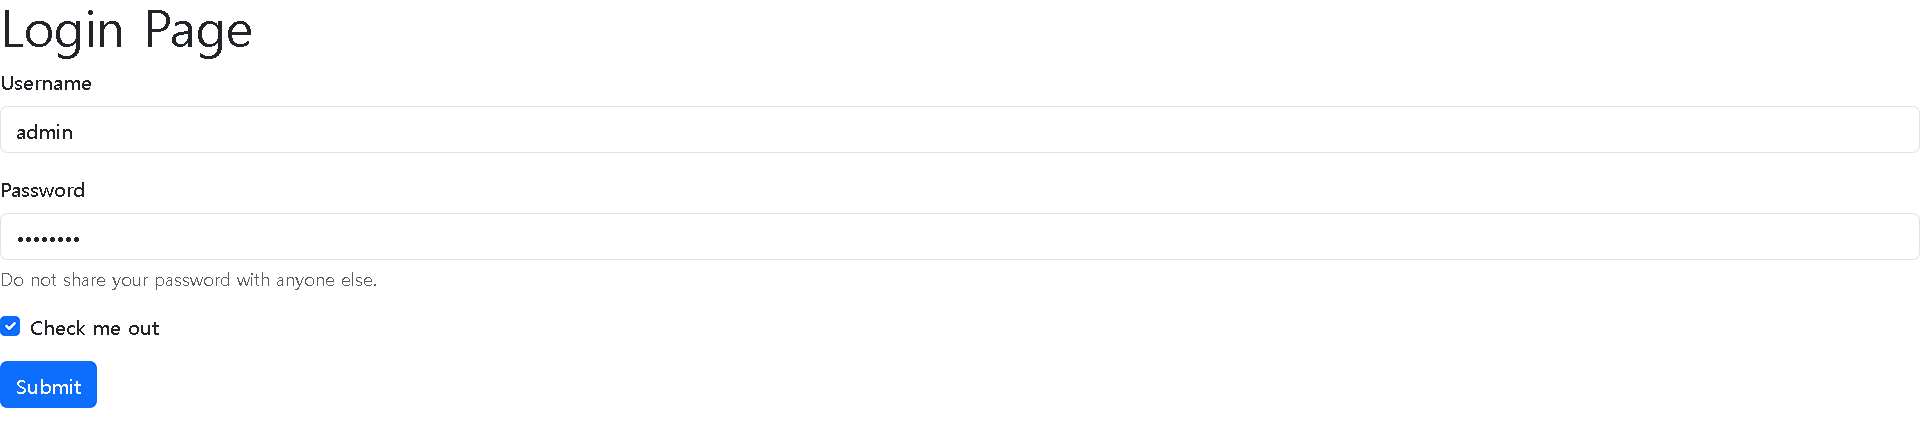 Login Page
Username
admin
Password
••••••••
Do not share your password with anyone else.
Check me out
Submit